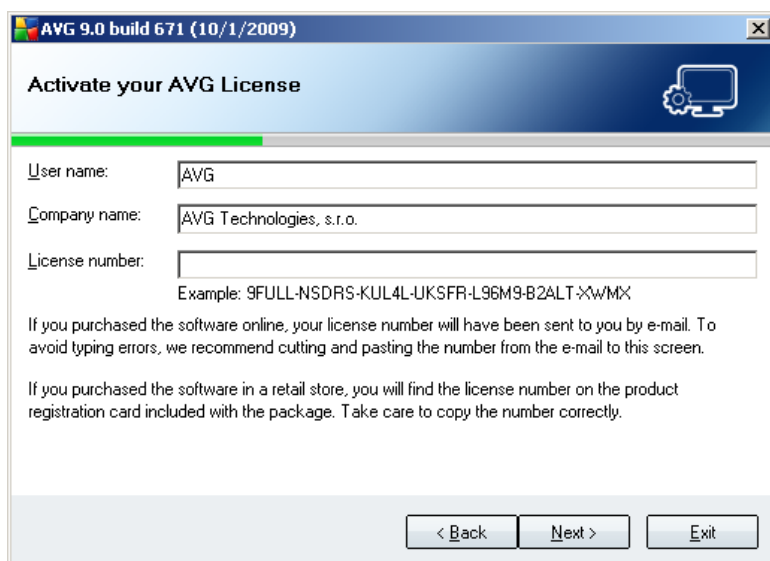 AVG 9.0 build 671 (10/1/2009)
Activate your AVG License
User name:
AVG
Company name:
AVG Technologies, s.r.o.
License number:
Example: 9FULL-NSDRS-KUL4L-UKSFR-L96M9-B2ALT-XWMX
If you purchased the software online, your license number will have been sent to you by e-mail. To
avoid typing errors, we recommend cutting and pasting the number from the e-mail to this screen.
If you purchased the software in a retail store, you will find the license number on the product
registration card included with the package. Take care to copy the number correctly.
< Back
Next >
Exit